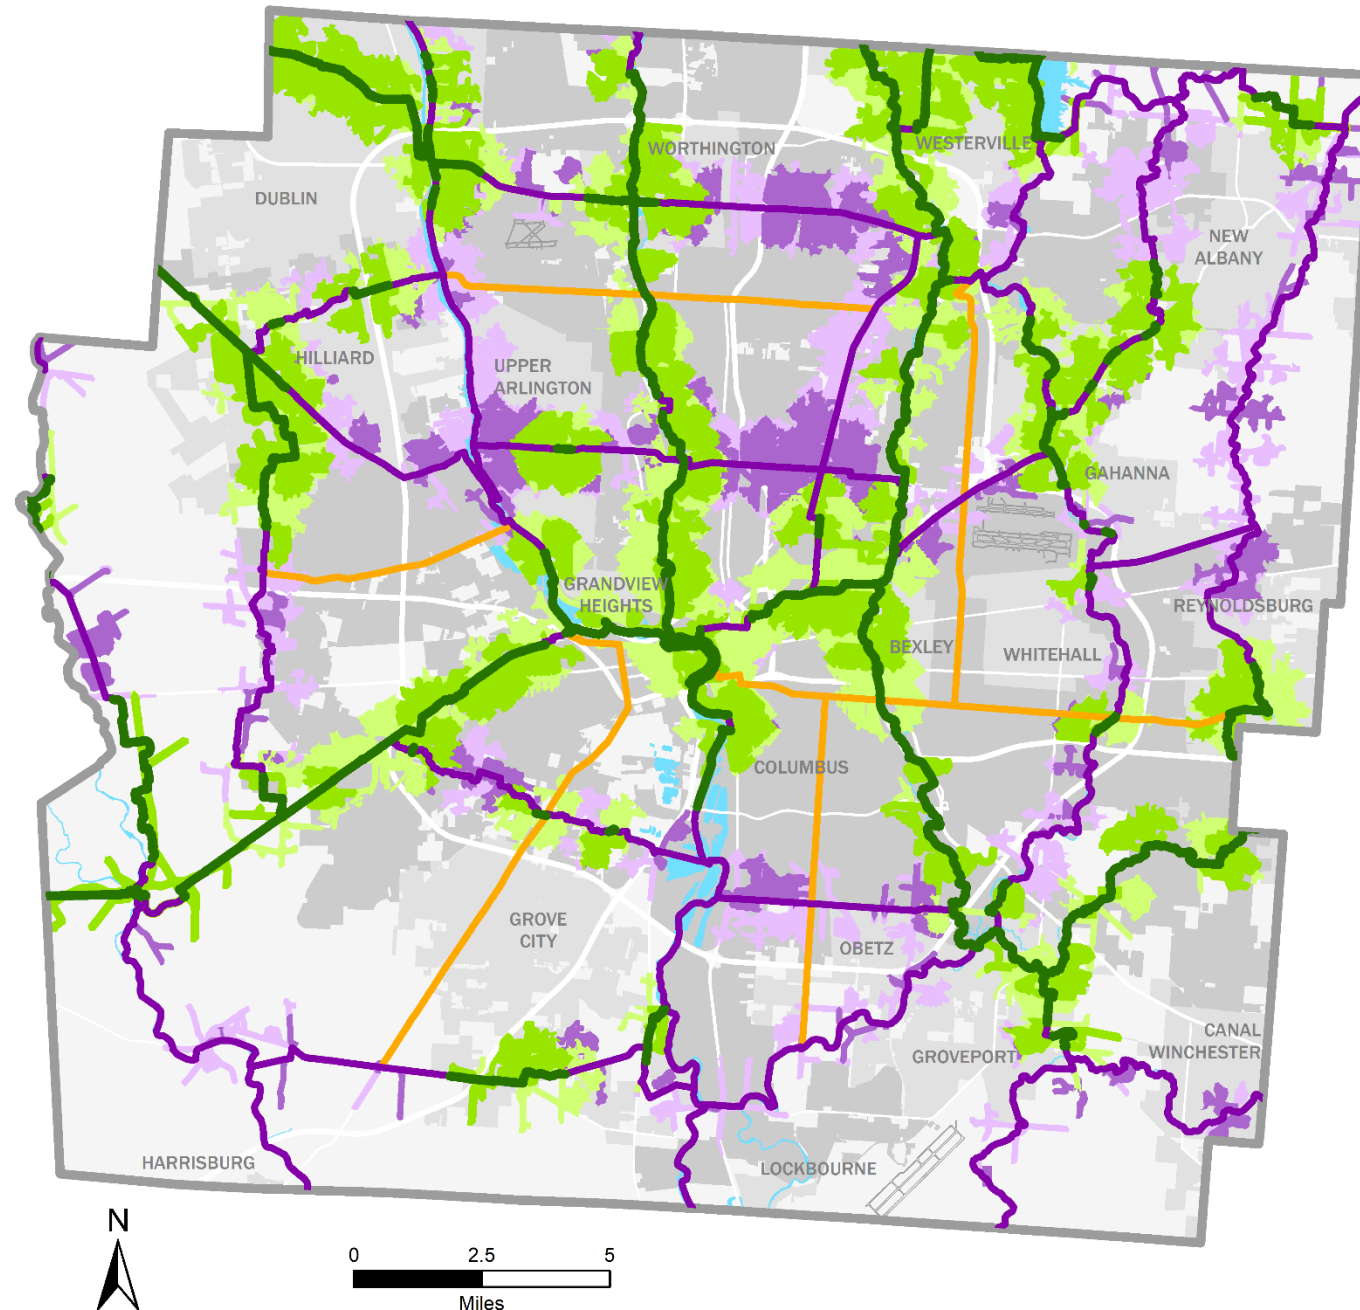 WORTHINGTON
WESTERVILLE
DUBLIN
NEW
ALBANY
HILLIARD
UPPER
ARLINGTON
GAHANNA
GRANDVIEW
HEIGHTS
REYNOLDSBURG
BEXLEY
WHITEHALL
COLUMBUS
GROVE
CITY
OBETZ
CANAL
WINCHESTER
GROVEPORT
HARRISBURG
LOCKBOURNE
N
0 2.5 5
Miles